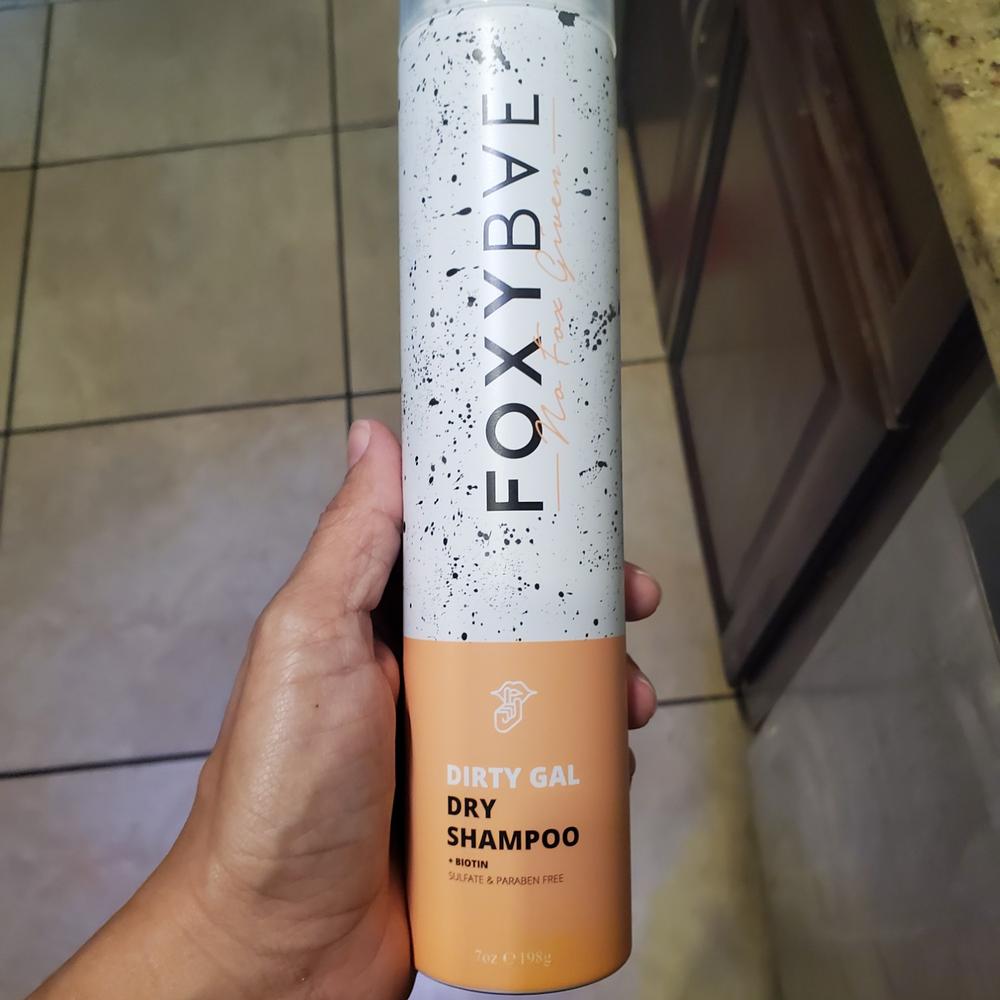 FOXYBAE
No Fox Given
DIRTY GAL
DRY
SHAMPOO
+ BIOTIN
SULFATE & PARABEN FREE
7oz ℮ 198g